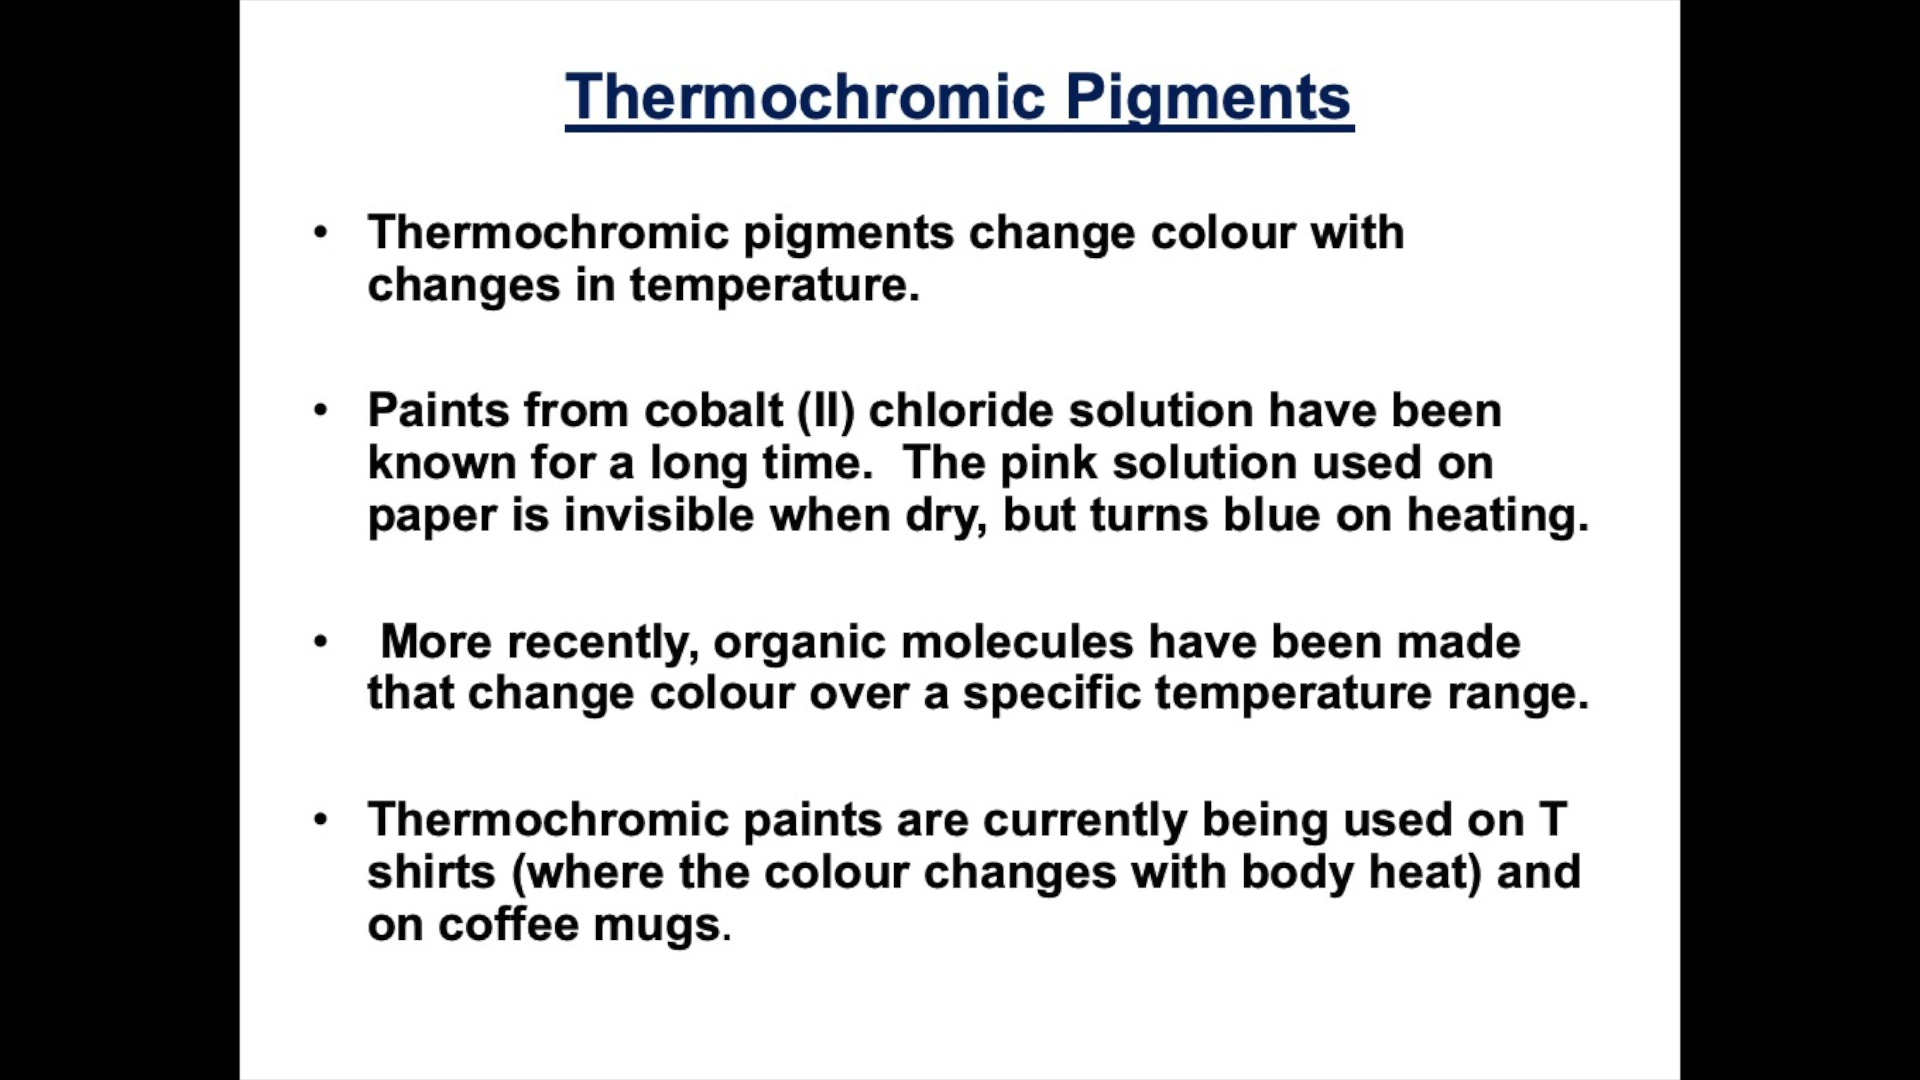 Thermochromic Pigments
• Thermochromic pigments change colour with
changes in temperature.
• Paints from cobalt (II) chloride solution have been
known for a long time.  The pink solution used on
paper is invisible when dry, but turns blue on heating.
•  More recently, organic molecules have been made
that change colour over a specific temperature range.
• Thermochromic paints are currently being used on T
shirts (where the colour changes with body heat) and
on coffee mugs.